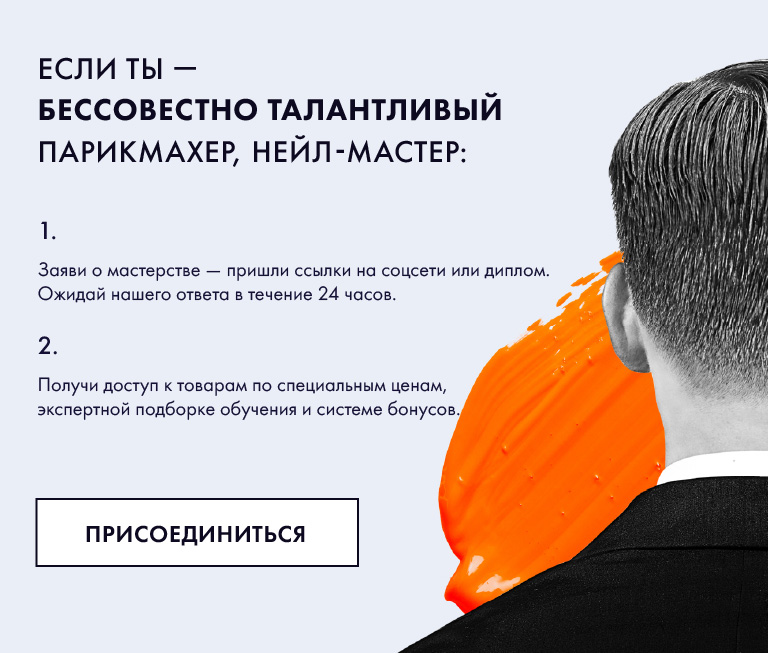 ЕСЛИ ТЫ —
БЕССОВЕСТНО ТАЛАНТЛИВЫЙ
ПАРИКМАХЕР, НЕЙЛ-МАСТЕР:
1.
Заяви о мастерстве — пришли ссылки на соцсети или диплом.
Ожидай нашего ответа в течение 24 часов.
2.
Получи доступ к товарам по специальным ценам,
экспертной подборке обучения и системе бонусов.
ПРИСОЕДИНИТЬСЯ